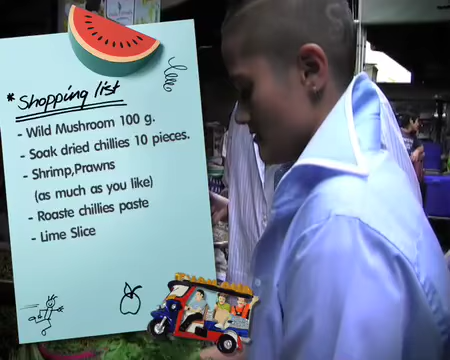 * Shopping list
- Wild Mushroom 100 g.
- Soak dried chillies 10 pieces.
- Shrimp,Prawns
(as much as you like)
- Roaste chillies paste
- Lime Slice